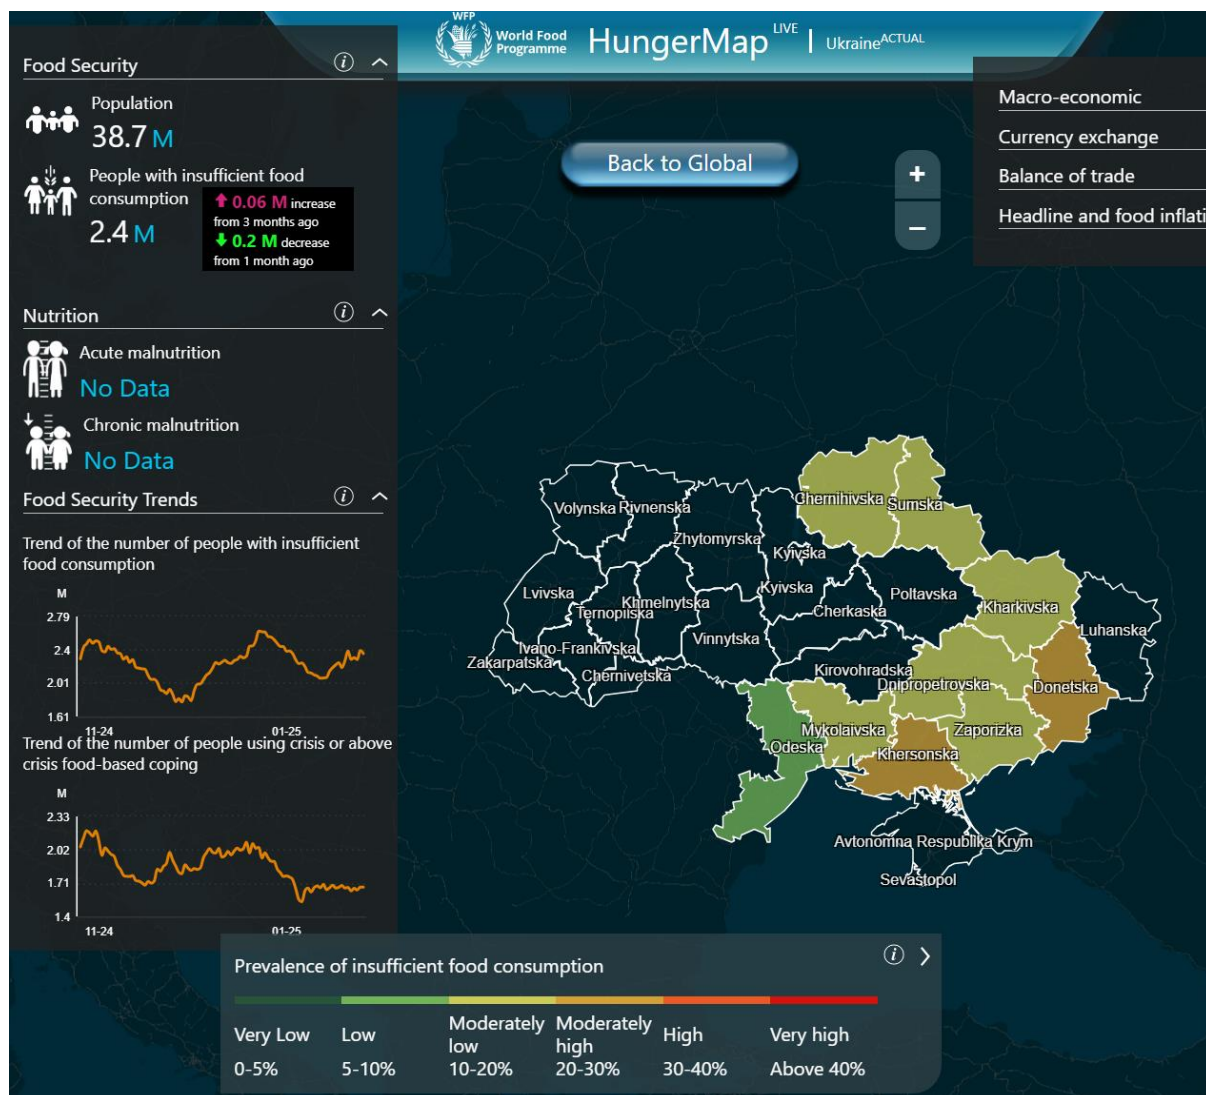 WFP
World Food
Programme
HungerMap LIVE | Ukraine ACTUAL
Food Security
Population
38.7 M
People with insufficient food
consumption
2.4 M
0.06 M increase
from 3 months ago
0.2 M decrease
from 1 month ago
Nutrition
Acute malnutrition
No Data
Chronic malnutrition
No Data
Food Security Trends
Trend of the number of people with insufficient
food consumption
M
2.79
2.4
2.01
1.61
11-24
01-25
Trend of the number of people using crisis or above
crisis food-based coping
M
2.33
2.02
1.71
1.4
11-24
01-25
Back to Global
+
−
Macro-economic
Currency exchange
Balance of trade
Headline and food inflati
Chernihivska
Sumska
Volynska
Rivnenska
Zhytomyrska
Kyivska
Kyivska
Lvivska
Ternopilska
Khmelnytska
Cherkaska
Poltavska
Kharkivska
Luhanska
Vinnytska
Ivano-Frankivska
Zakarpatska
Chernivetska
Kirovohradska
Dnipropetrovska
Donetska
Mykolaivska
Odeska
Zaporizka
Khersonska
Avtonomna Respublika Krym
Sevastopol
Prevalence of insufficient food consumption
Very Low
0-5%
Low
5-10%
Moderately
low
10-20%
Moderately
high
20-30%
High
30-40%
Very high
Above 40%